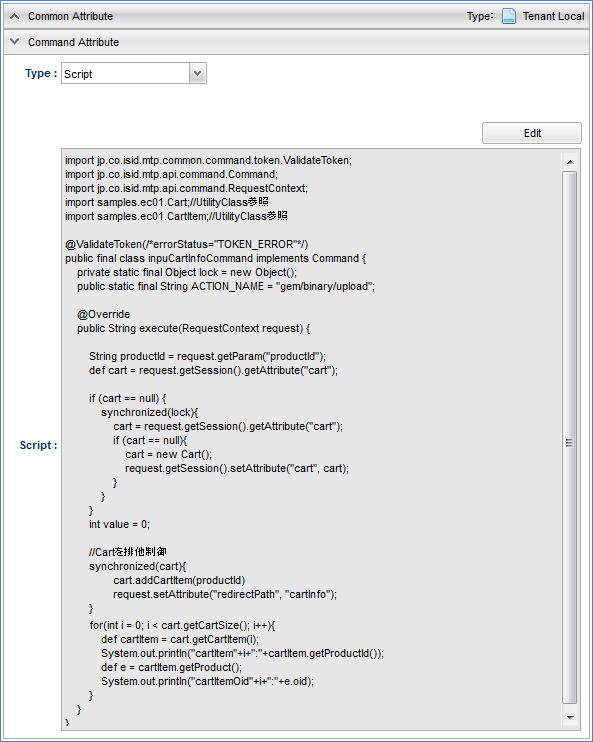 Common Attribute Type: Tenant Local
Command Attribute
Type : Script
Edit
Script :
import jp.co.isid.mtp.common.command.token.ValidateToken;
import jp.co.isid.mtp.api.command.Command;
import jp.co.isid.mtp.api.command.RequestContext;
import samples.ec01.Cart;//UtilityClass参照
import samples.ec01.CartItem;//UtilityClass参照
@ValidateToken(/*errorStatus="TOKEN_ERROR"*/)
public final class inpuCartInfoCommand implements Command {
private static final Object lock = new Object();
public static final String ACTION_NAME = "gem/binary/upload";
@Override
public String execute(RequestContext request) {
String productId = request.getParam("productId");
def cart = request.getSession().getAttribute("cart");
if (cart == null) {
synchronized(lock){
cart = request.getSession().getAttribute("cart");
if (cart == null){
cart = new Cart();
request.getSession().setAttribute("cart", cart);
}
}
}
int value = 0;
//Cartを排他制御
synchronized(cart){
cart.addCartItem(productId)
request.setAttribute("redirectPath", "cartInfo");
}
for(int i = 0; i < cart.getCartSize(); i++){
def cartItem = cart.getCartItem(i);
System.out.println("cartItem"+i+":"+cartItem.getProductId());
def e = cartItem.getProduct();
System.out.println("cartItemOid"+i+":"+e.oid);
}
}
}